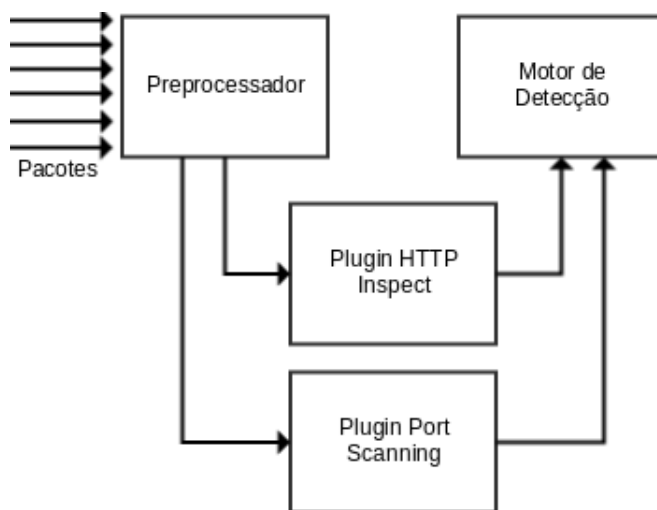 Preprocessador
Motor de
Detecção
Pacotes
Plugin HTTP
Inspect
Plugin Port
Scanning